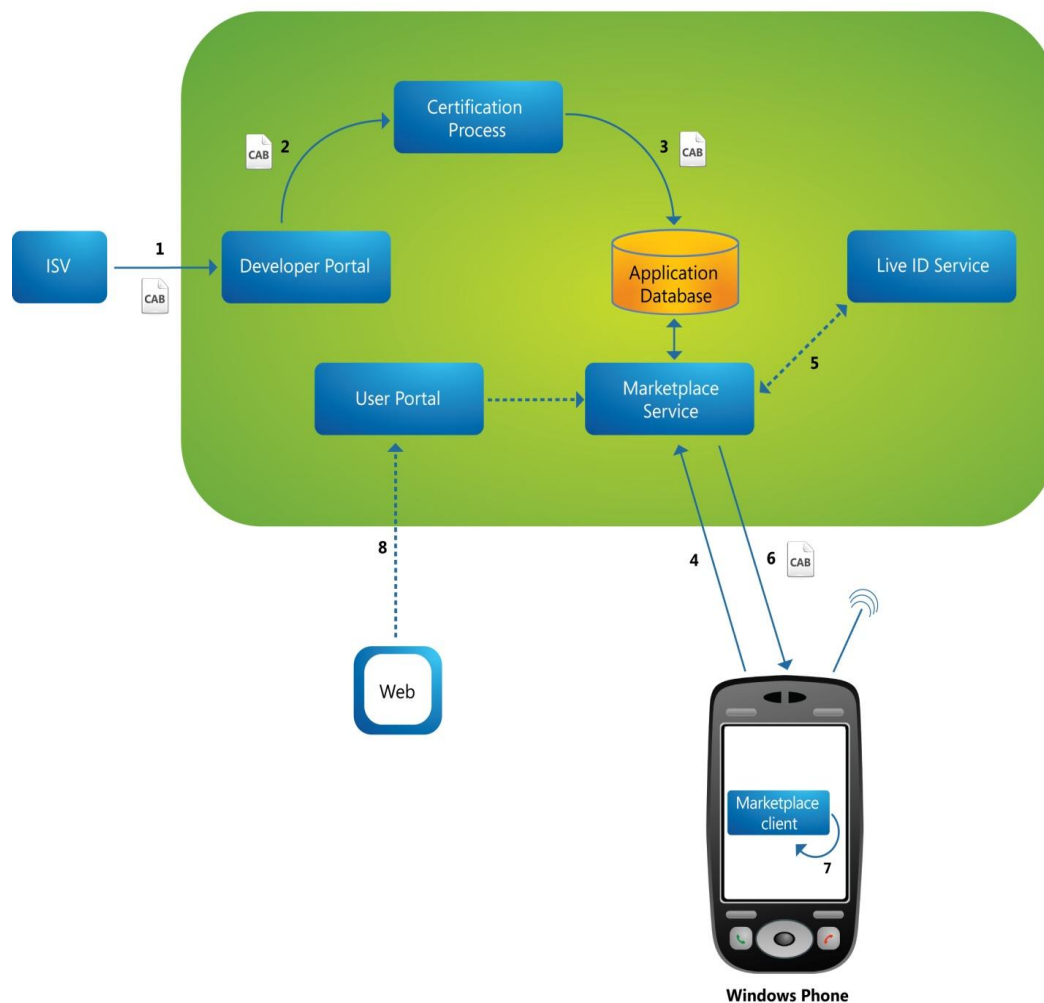 Certification
Process
CAB
2
3
CAB
1
ISV
Developer Portal
CAB
Application
Database
Live ID Service
5
User Portal
Marketplace
Service
8
4
6
CAB
Web
Marketplace
client
7
Windows Phone